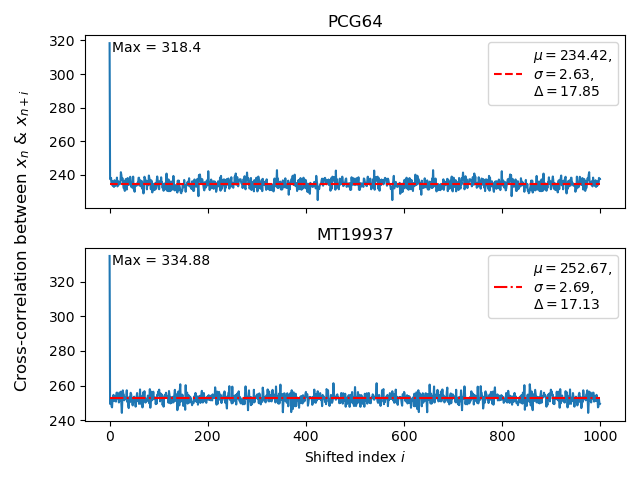 PCG64
Max = 318.4
μ = 234.42,
σ = 2.63,
Δ = 17.85
320
300
280
260
240
Cross-correlation between xₙ & xₙ₊ᵢ
MT19937
Max = 334.88
μ = 252.67,
σ = 2.69,
Δ = 17.13
320
300
280
260
240
0 200 400 600 800 1000
Shifted index i